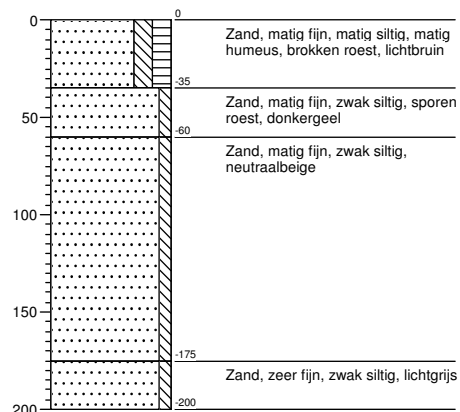 0
0
Zand, matig fijn, matig siltig, matig
humeus, brokken roest, lichtbruin
-35
Zand, matig fijn, zwak siltig, sporen
roest, donkergeel
50
-60
Zand, matig fijn, zwak siltig,
neutraalbeige
100
150
-175
Zand, zeer fijn, zwak siltig, lichtgrijs
200
-200